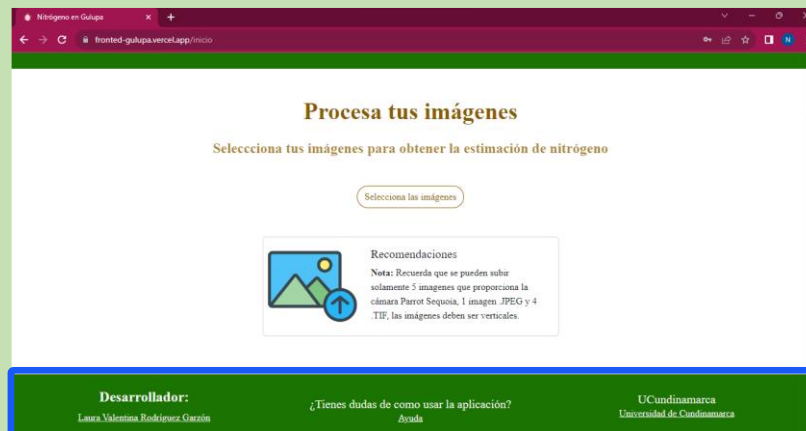 Nitrógeno en Gulupa
fronted-gulupa.vercel.app/inicio
N
Procesa tus imágenes
Seleccciona tus imágenes para obtener la estimación de nitrógeno
Selecciona las imágenes
Recomendaciones
Nota: Recuerda que se pueden subir
solamente 5 imagenes que proporciona la
cámara Parrot Sequoia, 1 imagen .JPEG y 4
.TIF, las imágenes deben ser verticales.
Desarrollador:
Laura Valentina Rodríguez Garzón
¿Tienes dudas de como usar la aplicación?
Ayuda
UCundinamarca
Universidad de Cundinamarca